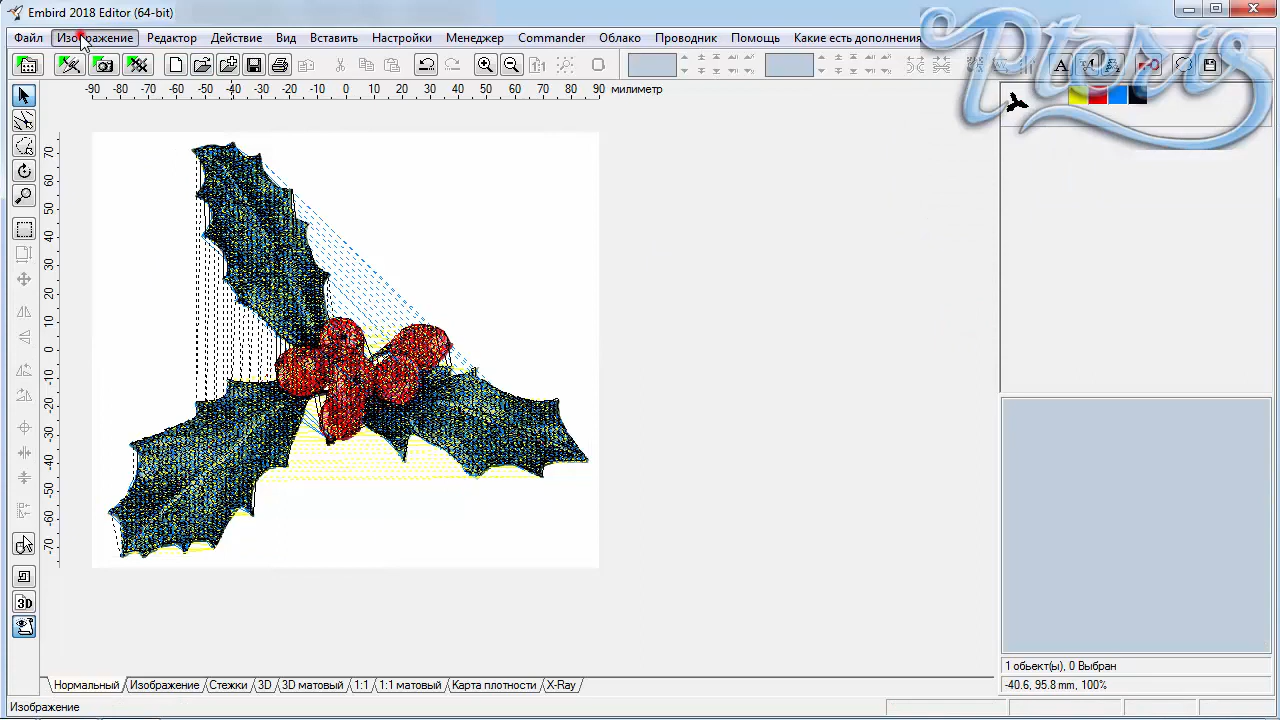 Embird 2018 Editor (64-bit)
Файл Изображение Редактор Действие Вид Вставить Настройки Менеджер Commander Облако Проводник Помощь Какие есть дополнения
Ptoris
-90 -80 -70 -60 -50 -40 -30 -20 -10 0 10 20 30 40 50 60 70 80 90 милиметр
70
60
50
40
30
20
10
0
-10
-20
-30
-40
-50
-60
-70
3D
1 обьект(ы), 0 Выбран
Нормальный Изображение Стежки 3D 3D матовый 1:1 1:1 матовый Карта плотности X-Ray
-40.6, 95.8 mm, 100%
Изображение